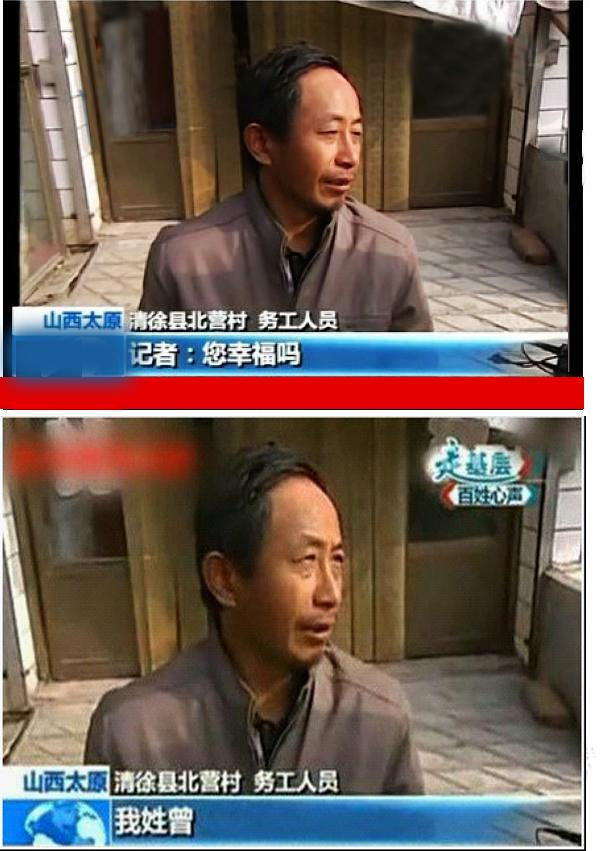 山西太原 清徐县北营村 务工人员
记者：您幸福吗
走基层
百姓心声
山西太原 清徐县北营村 务工人员
我姓曾